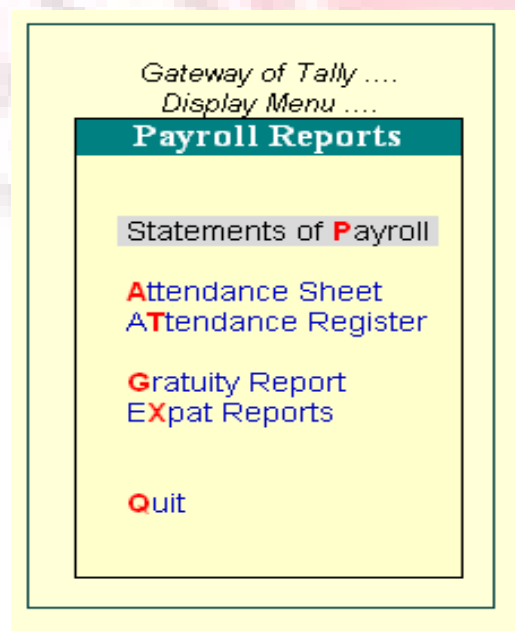 Gateway of Tally ....
Display Menu ....
Payroll Reports
Statements of Payroll
Attendance Sheet
ATtendance Register
Gratuity Report
EXpat Reports
Quit